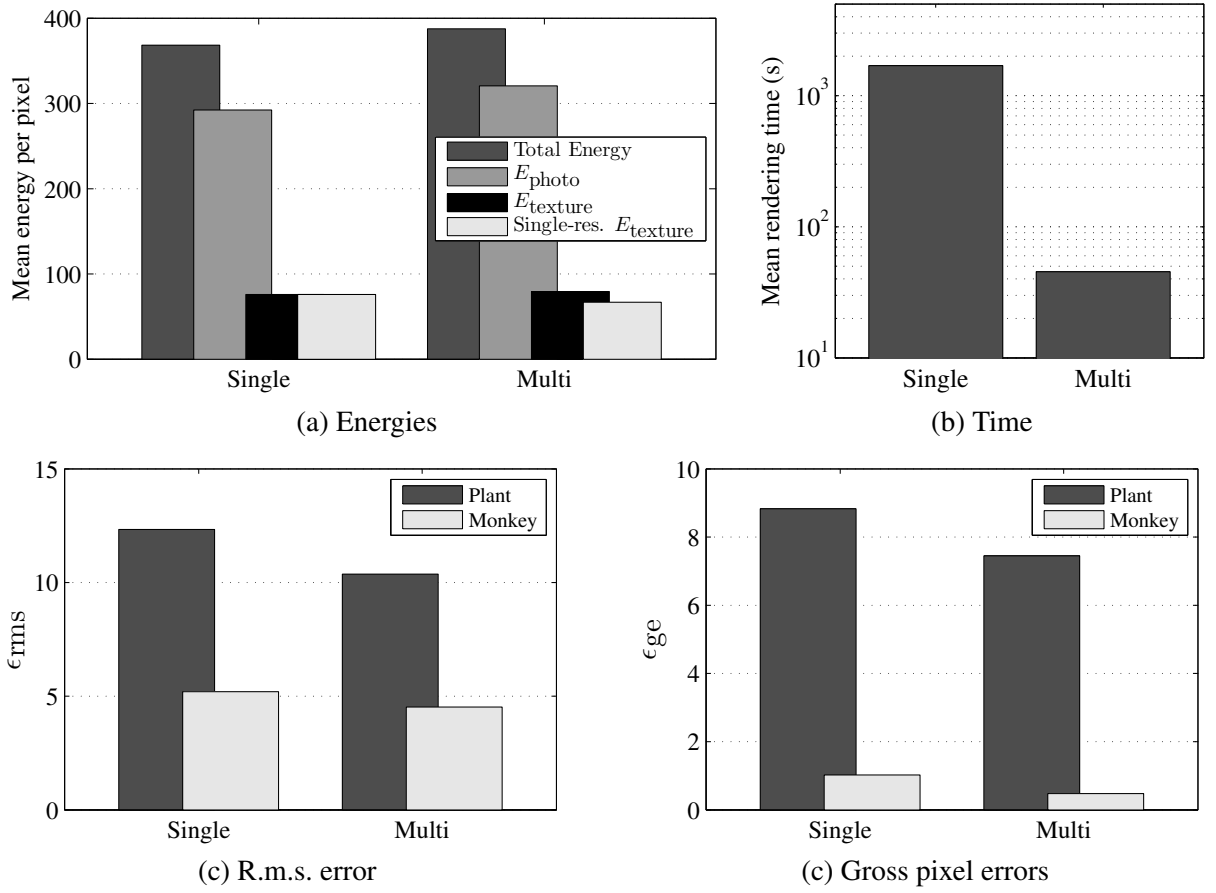 400
300
200
100
0
Mean energy per pixel
Total Energy
E_photo
E_texture
Single-res. E_texture
Single
Multi
(a) Energies
10^3
10^2
10^1
Mean rendering time (s)
Single
Multi
(b) Time
15
10
5
0
ϵ_rms
Plant
Monkey
Single
Multi
(c) R.m.s. error
10
8
6
4
2
0
ϵ_ge
Plant
Monkey
Single
Multi
(c) Gross pixel errors